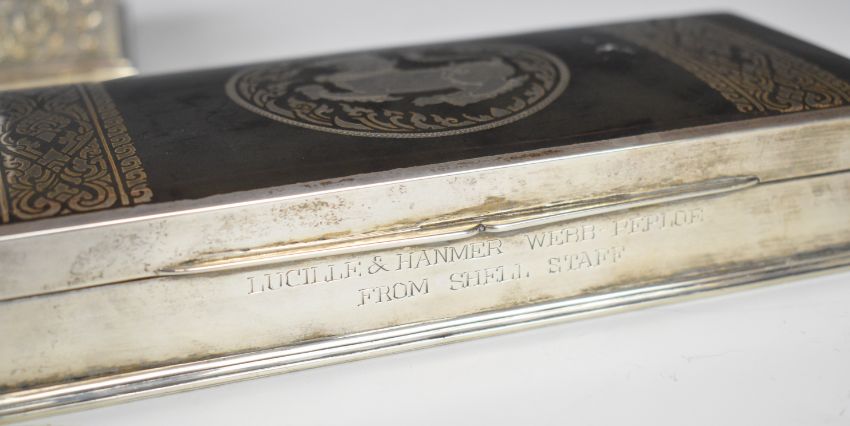 LUCILLE & HANMER WEBB-PEPLOE
FROM SHELL STAFF